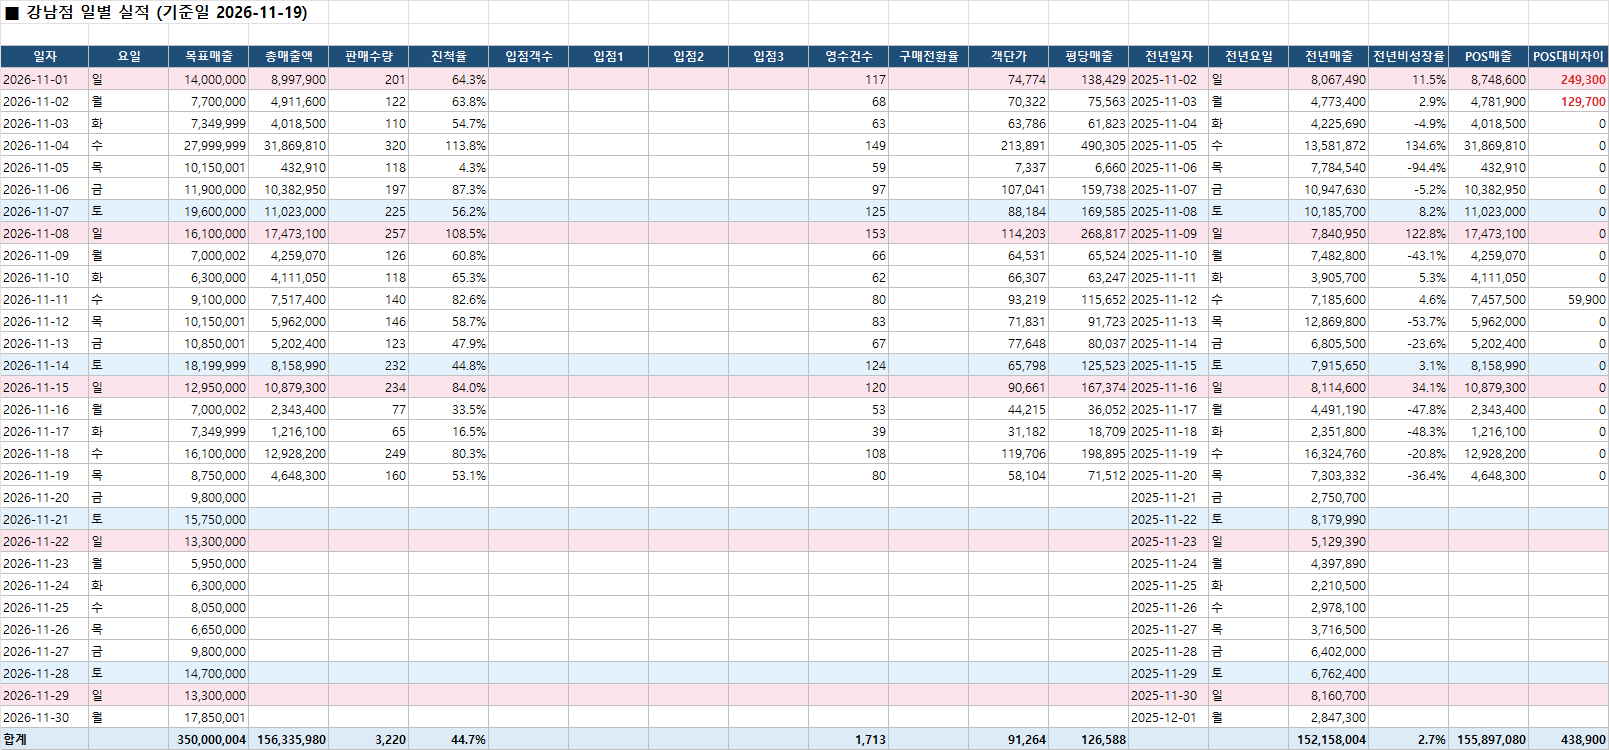 ■ 강남점 일별 실적 (기준일 2026-11-19)
일자 요일 목표매출 총매출액 판매수량 진척율 입점객수 입점1 입점2 입점3 영수건수 구매전환율 객단가 평당매출 전년일자 전년요일 전년매출 전년비성장률 POS매출 POS대비차이
2026-11-01 일 14,000,000 8,997,900 201 64.3% 117 74,774 138,429 2025-11-02 일 8,067,490 11.5% 8,748,600 249,300
2026-11-02 월 7,700,000 4,911,600 122 63.8% 68 70,322 75,563 2025-11-03 월 4,773,400 2.9% 4,781,900 129,700
2026-11-03 화 7,349,999 4,018,500 110 54.7% 63 63,786 61,823 2025-11-04 화 4,225,690 -4.9% 4,018,500 0
2026-11-04 수 27,999,999 31,869,810 320 113.8% 149 213,891 490,305 2025-11-05 수 13,581,872 134.6% 31,869,810 0
2026-11-05 목 10,150,001 432,910 118 4.3% 59 7,337 6,660 2025-11-06 목 7,784,540 -94.4% 432,910 0
2026-11-06 금 11,900,000 10,382,950 197 87.3% 97 107,041 159,738 2025-11-07 금 10,947,630 -5.2% 10,382,950 0
2026-11-07 토 19,600,000 11,023,000 225 56.2% 125 88,184 169,585 2025-11-08 토 10,185,700 8.2% 11,023,000 0
2026-11-08 일 16,100,000 17,473,100 257 108.5% 153 114,203 268,817 2025-11-09 일 7,840,950 122.8% 17,473,100 0
2026-11-09 월 7,000,002 4,259,070 126 60.8% 66 64,531 65,524 2025-11-10 월 7,482,800 -43.1% 4,259,070 0
2026-11-10 화 6,300,000 4,111,050 118 65.3% 62 66,307 63,247 2025-11-11 화 3,905,700 5.3% 4,111,050 0
2026-11-11 수 9,100,000 7,517,400 140 82.6% 80 93,219 115,652 2025-11-12 수 7,185,600 4.6% 7,457,500 59,900
2026-11-12 목 10,150,001 5,962,000 146 58.7% 83 71,831 91,723 2025-11-13 목 12,869,800 -53.7% 5,962,000 0
2026-11-13 금 10,850,001 5,202,400 123 47.9% 67 77,648 80,037 2025-11-14 금 6,805,500 -23.6% 5,202,400 0
2026-11-14 토 18,199,999 8,158,990 232 44.8% 124 65,798 125,523 2025-11-15 토 7,915,650 3.1% 8,158,990 0
2026-11-15 일 12,950,000 10,879,300 234 84.0% 120 90,661 167,374 2025-11-16 일 8,114,600 34.1% 10,879,300 0
2026-11-16 월 7,000,002 2,343,400 77 33.5% 53 44,215 36,052 2025-11-17 월 4,491,190 -47.8% 2,343,400 0
2026-11-17 화 7,349,999 1,216,100 65 16.5% 39 31,182 18,709 2025-11-18 화 2,351,800 -48.3% 1,216,100 0
2026-11-18 수 16,100,000 12,928,200 249 80.3% 108 119,706 198,895 2025-11-19 수 16,324,760 -20.8% 12,928,200 0
2026-11-19 목 8,750,000 4,648,300 160 53.1% 80 58,104 71,512 2025-11-20 목 7,303,332 -36.4% 4,648,300 0
2026-11-20 금 9,800,000 2025-11-21 금 2,750,700
2026-11-21 토 15,750,000 2025-11-22 토 8,179,990
2026-11-22 일 13,300,000 2025-11-23 일 5,129,390
2026-11-23 월 5,950,000 2025-11-24 월 4,397,890
2026-11-24 화 6,300,000 2025-11-25 화 2,210,500
2026-11-25 수 8,050,000 2025-11-26 수 2,978,100
2026-11-26 목 6,650,000 2025-11-27 목 3,716,500
2026-11-27 금 9,800,000 2025-11-28 금 6,402,000
2026-11-28 토 14,700,000 2025-11-29 토 6,762,400
2026-11-29 일 13,300,000 2025-11-30 일 8,160,700
2026-11-30 월 17,850,001 2025-12-01 월 2,847,300
합계 350,000,004 156,335,980 3,220 44.7% 1,713 91,264 126,588 152,158,004 2.7% 155,897,080 438,900